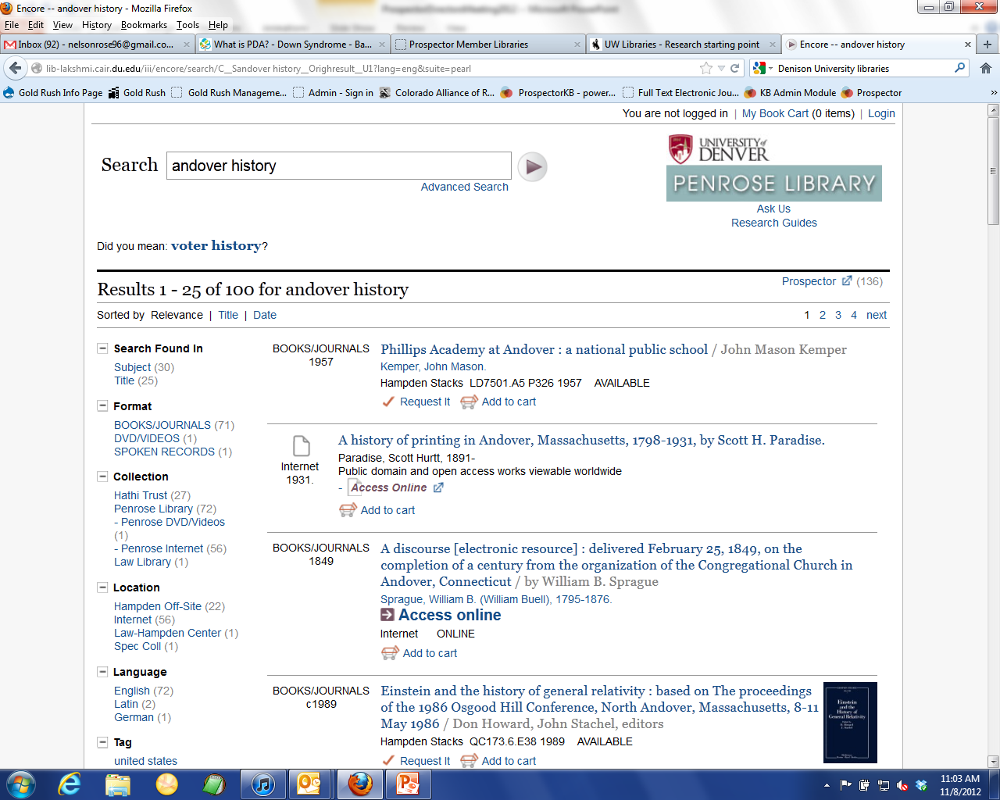 Encore -- andover history - Mozilla Firefox
File Edit View History Bookmarks Tools Help
Inbox (92) - nelsonrose96@gmail.co...
What is PDA? - Down Syndrome - Ba...
Prospector Member Libraries
UW Libraries - Research starting point
Encore -- andover history
lib-lakshmi.cair.du.edu/iii/encore/search/C__Sandover history__Orighresult__U1?lang=eng&suite=pearl
Denison University libraries
Gold Rush Info Page Gold Rush Gold Rush Manageme... Admin - Sign in Colorado Alliance of R... ProspectorKB - power... Full Text Electronic Jou... KB Admin Module Prospector
You are not logged in | My Book Cart (0 items) | Login
Search andover history
Advanced Search
UNIVERSITY of DENVER
PENROSE LIBRARY
Ask Us
Research Guides
Did you mean: voter history?
Results 1 - 25 of 100 for andover history
Prospector (136)
Sorted by Relevance | Title | Date
1 2 3 4 next
Search Found In
Subject (30)
Title (25)
Format
BOOKS/JOURNALS (71)
DVD/VIDEOS (1)
SPOKEN RECORDS (1)
Collection
Hathi Trust (27)
Penrose Library (72)
- Penrose DVD/Videos
(1)
- Penrose Internet (56)
Law Library (1)
Location
Hampden Off-Site (22)
Internet (56)
Law-Hampden Center (1)
Spec Coll (1)
Language
English (72)
Latin (2)
German (1)
Tag
united states
BOOKS/JOURNALS
1957
Phillips Academy at Andover : a national public school / John Mason Kemper
Kemper, John Mason.
Hampden Stacks LD7501.A5 P326 1957 AVAILABLE
Request It Add to cart
Internet
1931.
A history of printing in Andover, Massachusetts, 1798-1931, by Scott H. Paradise.
Paradise, Scott Hurtt, 1891-
Public domain and open access works viewable worldwide
- Access Online
Add to cart
BOOKS/JOURNALS
1849
A discourse [electronic resource] : delivered February 25, 1849, on the
completion of a century from the organization of the Congregational Church in
Andover, Connecticut / by William B. Sprague
Sprague, William B. (William Buell), 1795-1876.
Access online
Internet ONLINE
Add to cart
BOOKS/JOURNALS
c1989
Einstein and the history of general relativity : based on The proceedings
of the 1986 Osgood Hill Conference, North Andover, Massachusetts, 8-11
May 1986 / Don Howard, John Stachel, editors
Hampden Stacks QC173.6.E38 1989 AVAILABLE
Request It Add to cart
Einstein
and the
History of
General Relativity
11:03 AM
11/8/2012